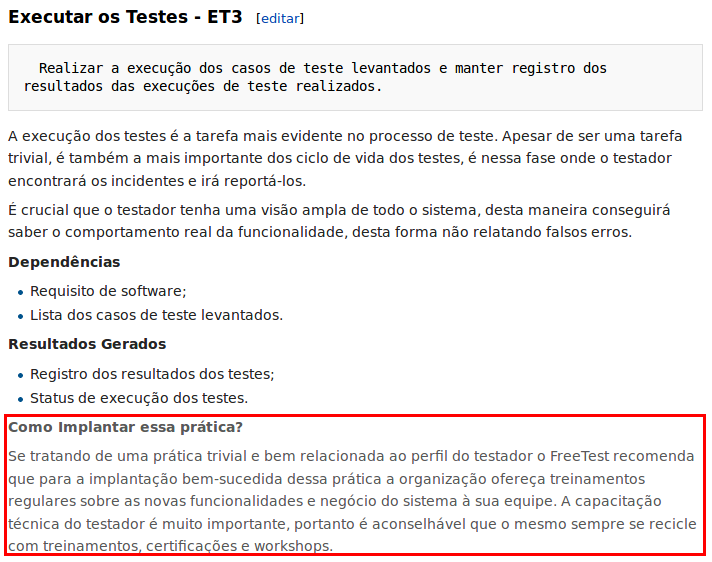 Executar os Testes - ET3 [editar]
Realizar a execução dos casos de teste levantados e manter registro dos
resultados das execuções de teste realizados.
A execução dos testes é a tarefa mais evidente no processo de teste. Apesar de ser uma tarefa
trivial, é também a mais importante dos ciclo de vida dos testes, é nessa fase onde o testador
encontrará os incidentes e irá reportá-los.
É crucial que o testador tenha uma visão ampla de todo o sistema, desta maneira conseguirá
saber o comportamento real da funcionalidade, desta forma não relatando falsos erros.
Dependências
• Requisito de software;
• Lista dos casos de teste levantados.
Resultados Gerados
• Registro dos resultados dos testes;
• Status de execução dos testes.
Como Implantar essa prática?
Se tratando de uma prática trivial e bem relacionada ao perfil do testador o FreeTest recomenda
que para a implantação bem-sucedida dessa prática a organização ofereça treinamentos
regulares sobre as novas funcionalidades e negócio do sistema à sua equipe. A capacitação
técnica do testador é muito importante, portanto é aconselhável que o mesmo sempre se recicle
com treinamentos, certificações e workshops.